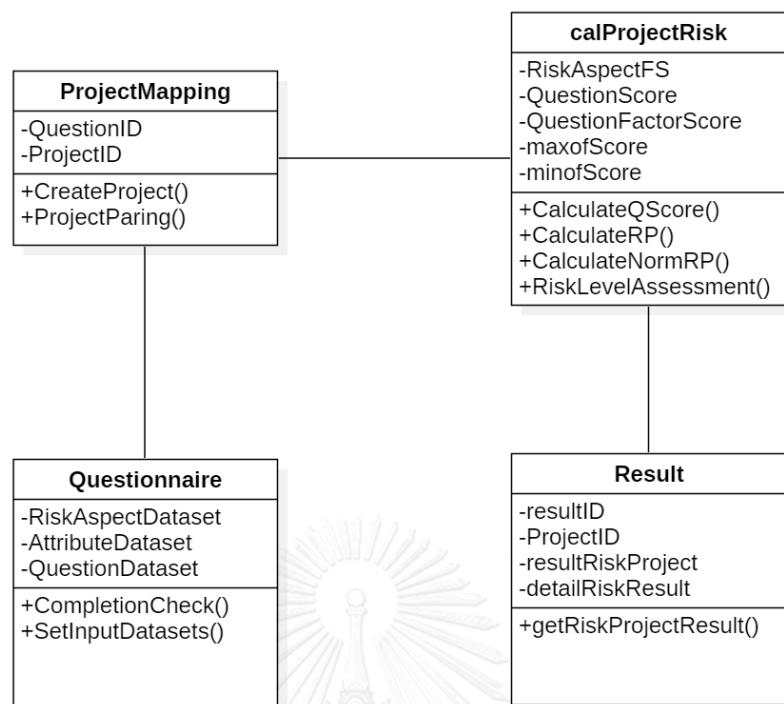 ProjectMapping
-QuestionID
-ProjectID
+CreateProject()
+ProjectParing()
calProjectRisk
-RiskAspectFS
-QuestionScore
-QuestionFactorScore
-maxofScore
-minofScore
+CalculateQScore()
+CalculateRP()
+CalculateNormRP()
+RiskLevelAssessment()
Questionnaire
-RiskAspectDataset
-AttributeDataset
-QuestionDataset
+CompletionCheck()
+SetInputDatasets()
Result
-resultID
-ProjectID
-resultRiskProject
-detailRiskResult
+getRiskProjectResult()